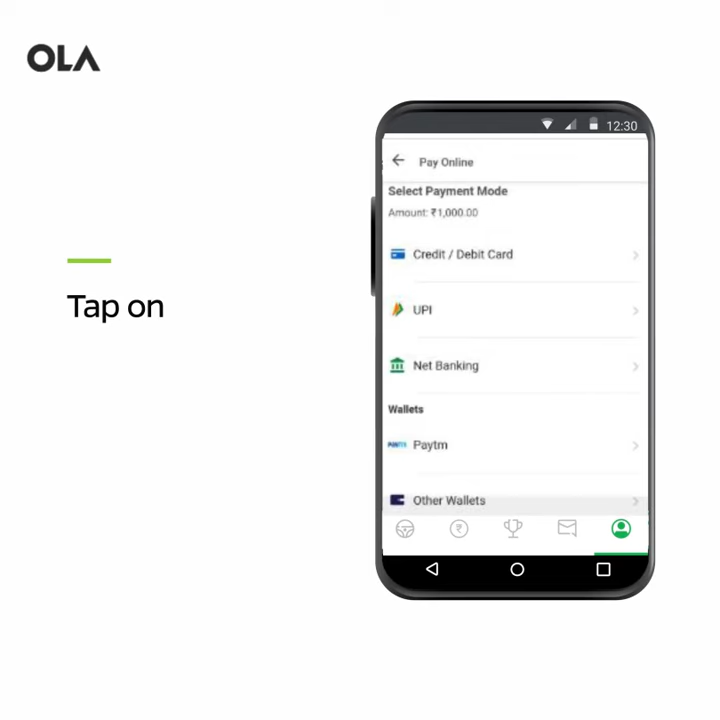 OLA
Tap on
12:30
Pay Online
Select Payment Mode
Amount: ₹1,000.00
Credit / Debit Card
UPI
Net Banking
Wallets
Paytm
Other Wallets